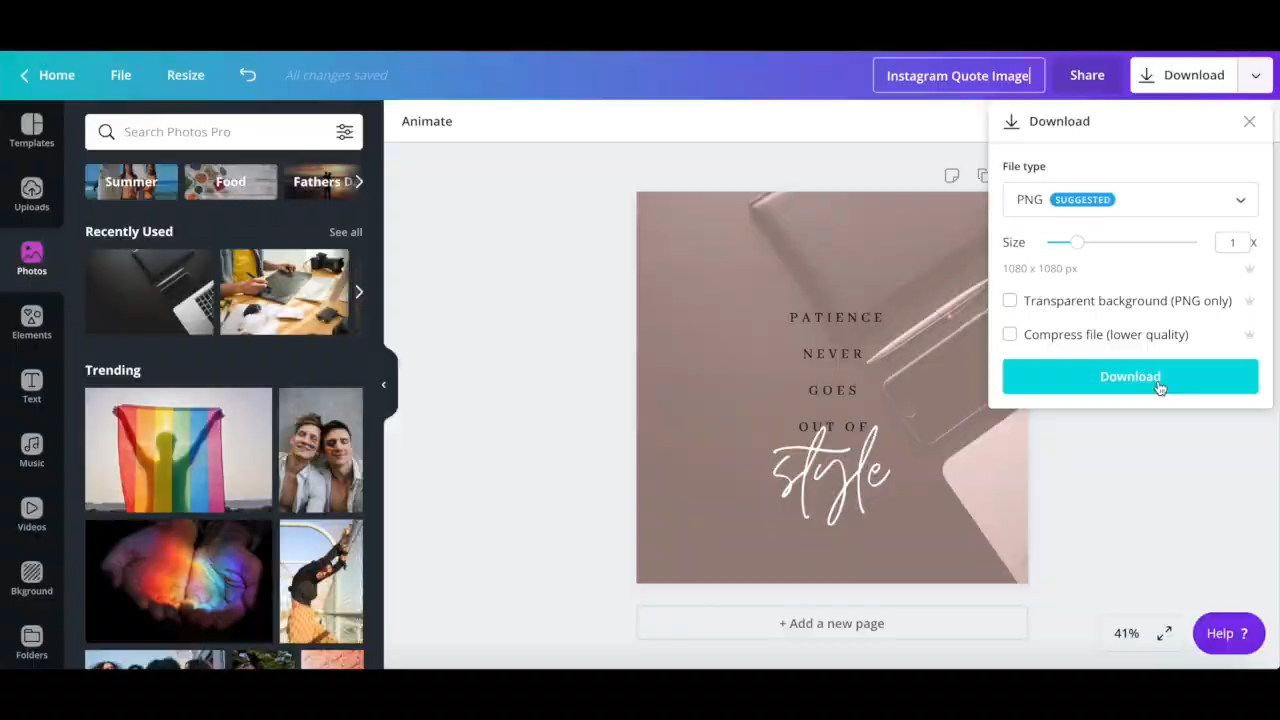 Home File Resize All changes saved Instagram Quote Image Share Download
Templates
Uploads
Photos
Elements
Text
Music
Videos
Bkground
Folders
Search Photos Pro
Summer Food Fathers D
Recently Used See all
Trending
Animate
PATIENCE
NEVER
GOES
OUT OF
style
+ Add a new page
Download
File type
PNG SUGGESTED
Size 1 X
1080 x 1080 px
Transparent background (PNG only)
Compress file (lower quality)
Download
41% Help ?